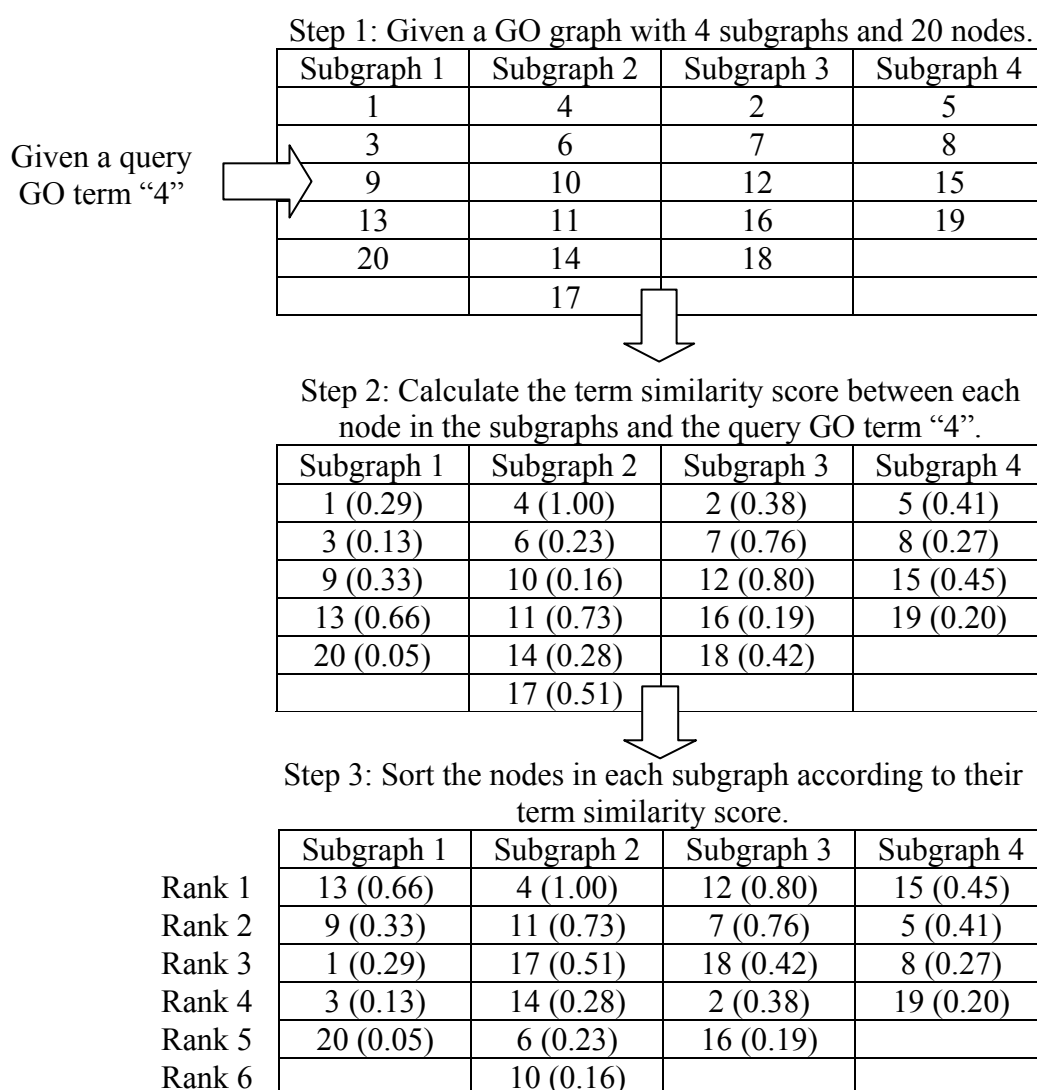 Step 1: Given a GO graph with 4 subgraphs and 20 nodes.
Subgraph 1 Subgraph 2 Subgraph 3 Subgraph 4
1 4 2 5
3 6 7 8
9 10 12 15
13 11 16 19
20 14 18
17
Given a query
GO term “4”
Step 2: Calculate the term similarity score between each
node in the subgraphs and the query GO term “4”.
Subgraph 1 Subgraph 2 Subgraph 3 Subgraph 4
1 (0.29) 4 (1.00) 2 (0.38) 5 (0.41)
3 (0.13) 6 (0.23) 7 (0.76) 8 (0.27)
9 (0.33) 10 (0.16) 12 (0.80) 15 (0.45)
13 (0.66) 11 (0.73) 16 (0.19) 19 (0.20)
20 (0.05) 14 (0.28) 18 (0.42)
17 (0.51)
Step 3: Sort the nodes in each subgraph according to their
term similarity score.
Subgraph 1 Subgraph 2 Subgraph 3 Subgraph 4
Rank 1 13 (0.66) 4 (1.00) 12 (0.80) 15 (0.45)
Rank 2 9 (0.33) 11 (0.73) 7 (0.76) 5 (0.41)
Rank 3 1 (0.29) 17 (0.51) 18 (0.42) 8 (0.27)
Rank 4 3 (0.13) 14 (0.28) 2 (0.38) 19 (0.20)
Rank 5 20 (0.05) 6 (0.23) 16 (0.19)
Rank 6 10 (0.16)